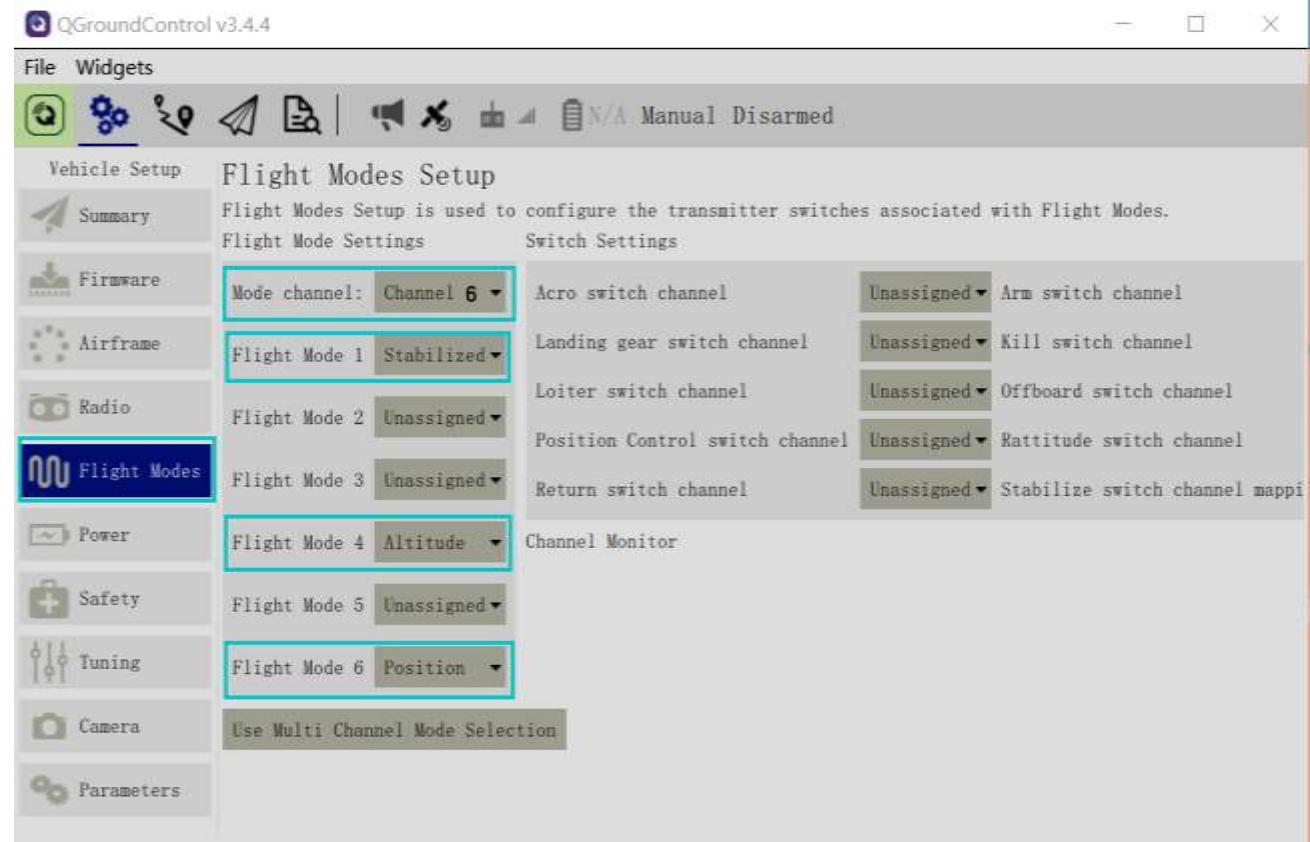 QGroundControl v3.4.4
File Widgets
N/A Manual Disarmed
Vehicle Setup
Summary
Firmware
Airframe
Radio
Flight Modes
Power
Safety
Tuning
Camera
Parameters
Flight Modes Setup
Flight Modes Setup is used to configure the transmitter switches associated with Flight Modes.
Flight Mode Settings
Mode channel: Channel 6
Flight Mode 1 Stabilized
Flight Mode 2 Unassigned
Flight Mode 3 Unassigned
Flight Mode 4 Altitude
Flight Mode 5 Unassigned
Flight Mode 6 Position
Use Multi Channel Mode Selection
Switch Settings
Acro switch channel Unassigned Arm switch channel
Landing gear switch channel Unassigned Kill switch channel
Loiter switch channel Unassigned Offboard switch channel
Position Control switch channel Unassigned Rattitude switch channel
Return switch channel Unassigned Stabilize switch channel mappi
Channel Monitor